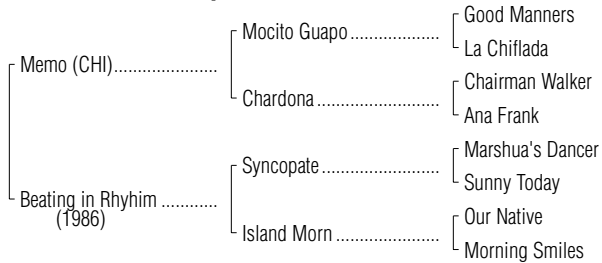 Good Manners
Mocito Guapo ....................
La Chiflada
Memo (CHI).......................
Chairman Walker
Chardona ...........................
Ana Frank
Marshua's Dancer
Syncopate ..........................
Sunny Today
Beating in Rhyhim ............
(1986)
Our Native
Island Morn .......................
Morning Smiles